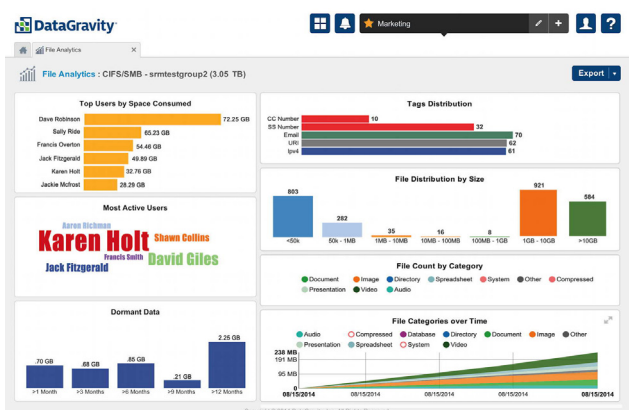 DataGravity
Marketing
File Analytics
File Analytics : CIFS/SMB - srmtestgroup2 (3.05 TB)
Export
Top Users by Space Consumed
Dave Robinson 72.25 GB
Sally Ride 65.23 GB
Francis Overton 54.46 GB
Jack Fitzgerald 49.89 GB
Karen Holt 32.76 GB
Jackie Mcfrost 28.29 GB
Tags Distribution
CC Number 10
SS Number 32
Email 70
URI 62
Ipv4 61
Most Active Users
Aaron Richman
Karen Holt Shawn Collins
Francis Smith David Giles
Jack Fitzgerald
File Distribution by Size
803 282 35 16 8 921 584
<50k 50k - 1MB 1MB - 10MB 10MB - 100MB 100MB - 1GB 1GB - 10GB >10GB
File Count by Category
Document Image Directory Spreadsheet System Other Compressed
Presentation Video Audio
Dormant Data
.70 GB .68 GB .85 GB .21 GB 2.25 GB
>1 Month >3 Months >6 Months >9 Months >12 Months
File Categories over Time
Audio Compressed Database Directory Document Image Other
Presentation Spreadsheet System Video
238 MB
191 MB
95 MB
0
08/15/2014 08/15/2014 08/15/2014 08/15/2014 08/15/2014